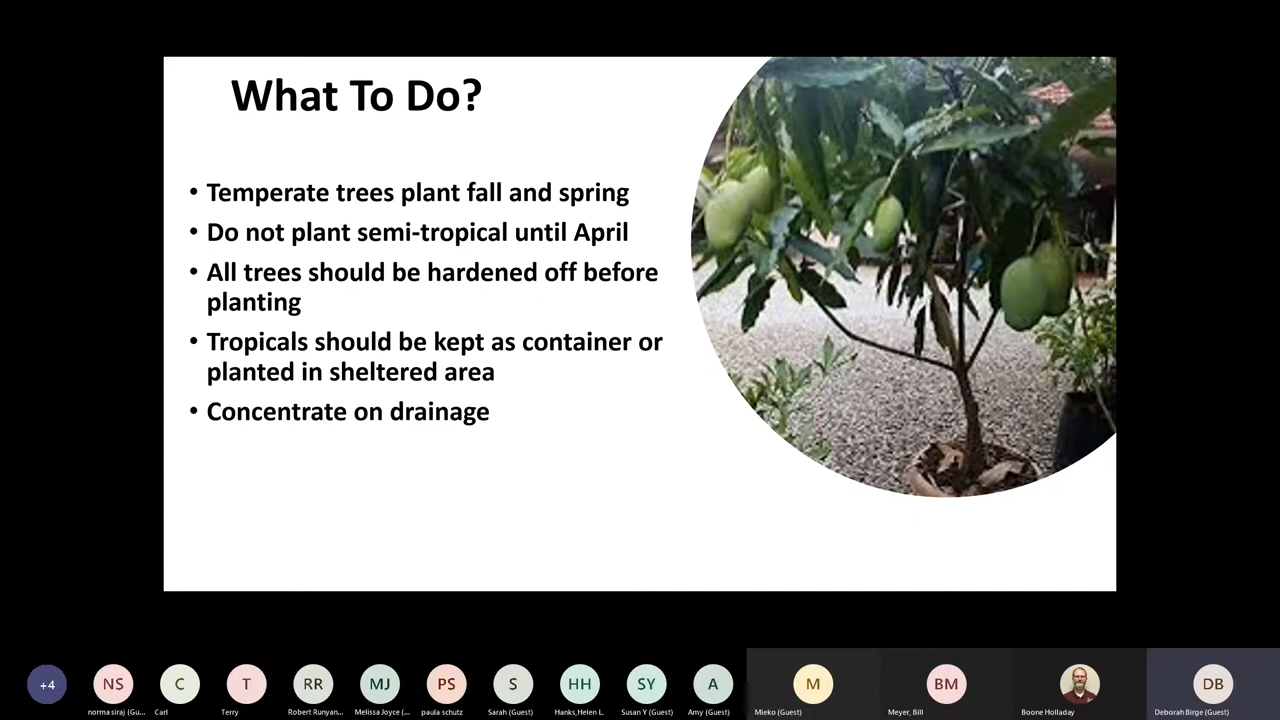 What To Do?
• Temperate trees plant fall and spring
• Do not plant semi-tropical until April
• All trees should be hardened off before
planting
• Tropicals should be kept as container or
planted in sheltered area
• Concentrate on drainage
+4
NS
C
T
RR
MJ
PS
S
HH
SY
A
M
BM
DB
norma siraj (Gu...
Carl
Terry
Robert Runyan...
Melissa Joyce (...
paula schutz
Sarah (Guest)
Hanks,Helen L.
Susan Y (Guest)
Amy (Guest)
Mieko (Guest)
Meyer, Bill
Boone Holladay
Deborah Birge (Guest)